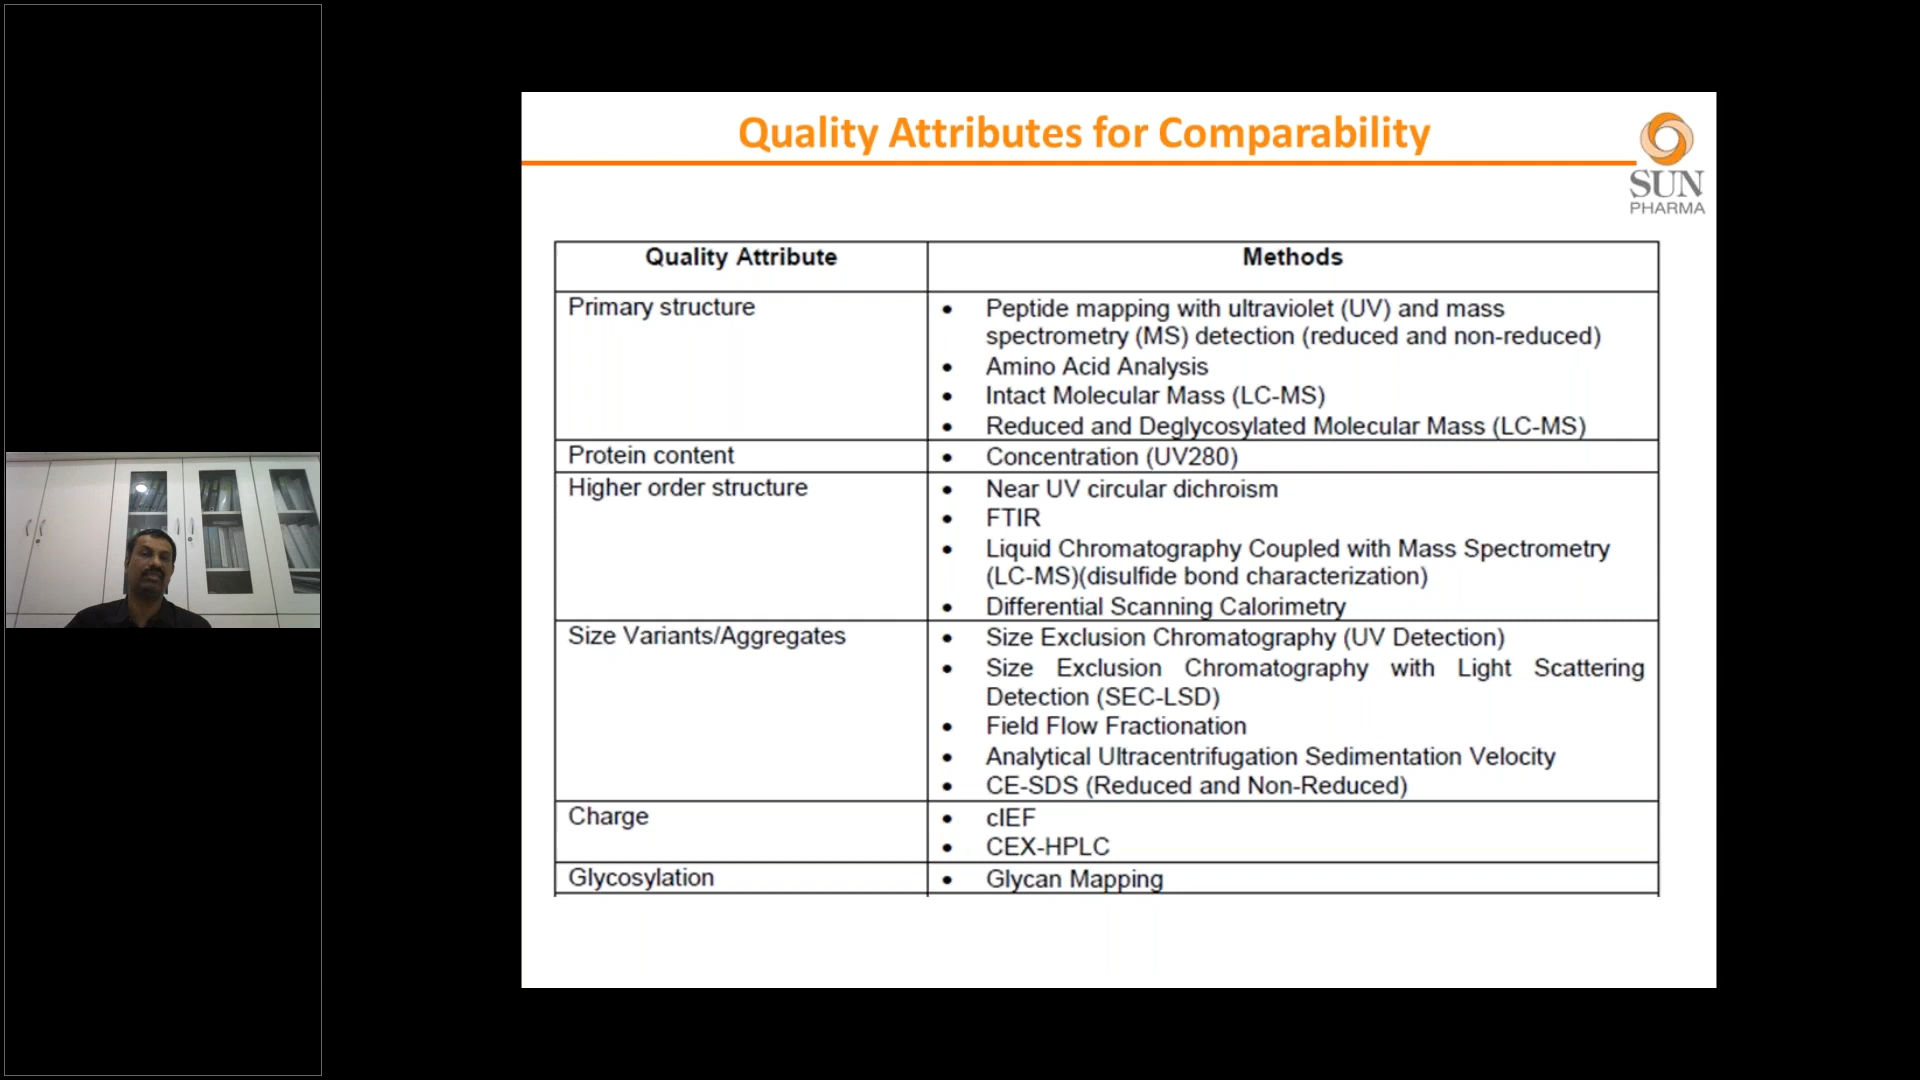 Quality Attributes for Comparability
SUN
PHARMA
Quality Attribute
Methods
Primary structure
• Peptide mapping with ultraviolet (UV) and mass
spectrometry (MS) detection (reduced and non-reduced)
• Amino Acid Analysis
• Intact Molecular Mass (LC-MS)
• Reduced and Deglycosylated Molecular Mass (LC-MS)
Protein content
• Concentration (UV280)
Higher order structure
• Near UV circular dichroism
• FTIR
• Liquid Chromatography Coupled with Mass Spectrometry
(LC-MS)(disulfide bond characterization)
• Differential Scanning Calorimetry
Size Variants/Aggregates
• Size Exclusion Chromatography (UV Detection)
• Size Exclusion Chromatography with Light Scattering
Detection (SEC-LSD)
• Field Flow Fractionation
• Analytical Ultracentrifugation Sedimentation Velocity
• CE-SDS (Reduced and Non-Reduced)
Charge
• cIEF
• CEX-HPLC
Glycosylation
• Glycan Mapping